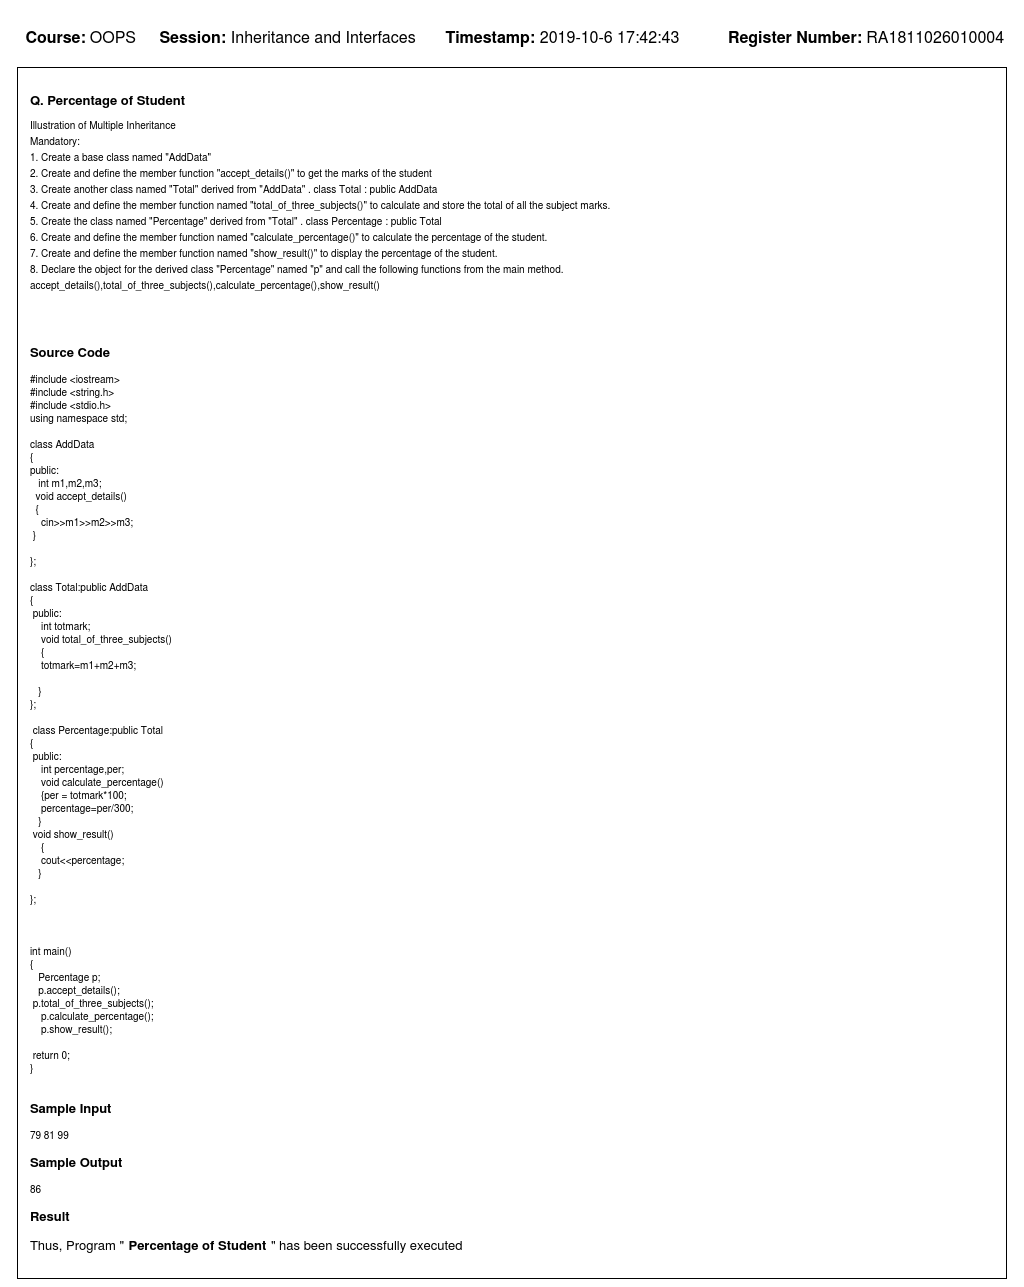 Course: OOPS Session: Inheritance and Interfaces Timestamp: 2019-10-6 17:42:43 Register Number: RA1811026010004
Q. Percentage of Student
Illustration of Multiple Inheritance
Mandatory:
1. Create a base class named "AddData"
2. Create and define the member function "accept_details()" to get the marks of the student
3. Create another class named "Total" derived from "AddData" . class Total : public AddData
4. Create and define the member function named "total_of_three_subjects()" to calculate and store the total of all the subject marks.
5. Create the class named "Percentage" derived from "Total" . class Percentage : public Total
6. Create and define the member function named "calculate_percentage()" to calculate the percentage of the student.
7. Create and define the member function named "show_result()" to display the percentage of the student.
8. Declare the object for the derived class "Percentage" named "p" and call the following functions from the main method.
accept_details(),total_of_three_subjects(),calculate_percentage(),show_result()
Source Code
#include <iostream>
#include <string.h>
#include <stdio.h>
using namespace std;
class AddData
{
public:
int m1,m2,m3;
void accept_details()
{
cin>>m1>>m2>>m3;
}
};
class Total:public AddData
{
public:
int totmark;
void total_of_three_subjects()
{
totmark=m1+m2+m3;
}
};
class Percentage:public Total
{
public:
int percentage,per;
void calculate_percentage()
{per = totmark*100;
percentage=per/300;
}
void show_result()
{
cout<<percentage;
}
};
int main()
{
Percentage p;
p.accept_details();
p.total_of_three_subjects();
p.calculate_percentage();
p.show_result();
return 0;
}
Sample Input
79 81 99
Sample Output
86
Result
Thus, Program " Percentage of Student " has been successfully executed